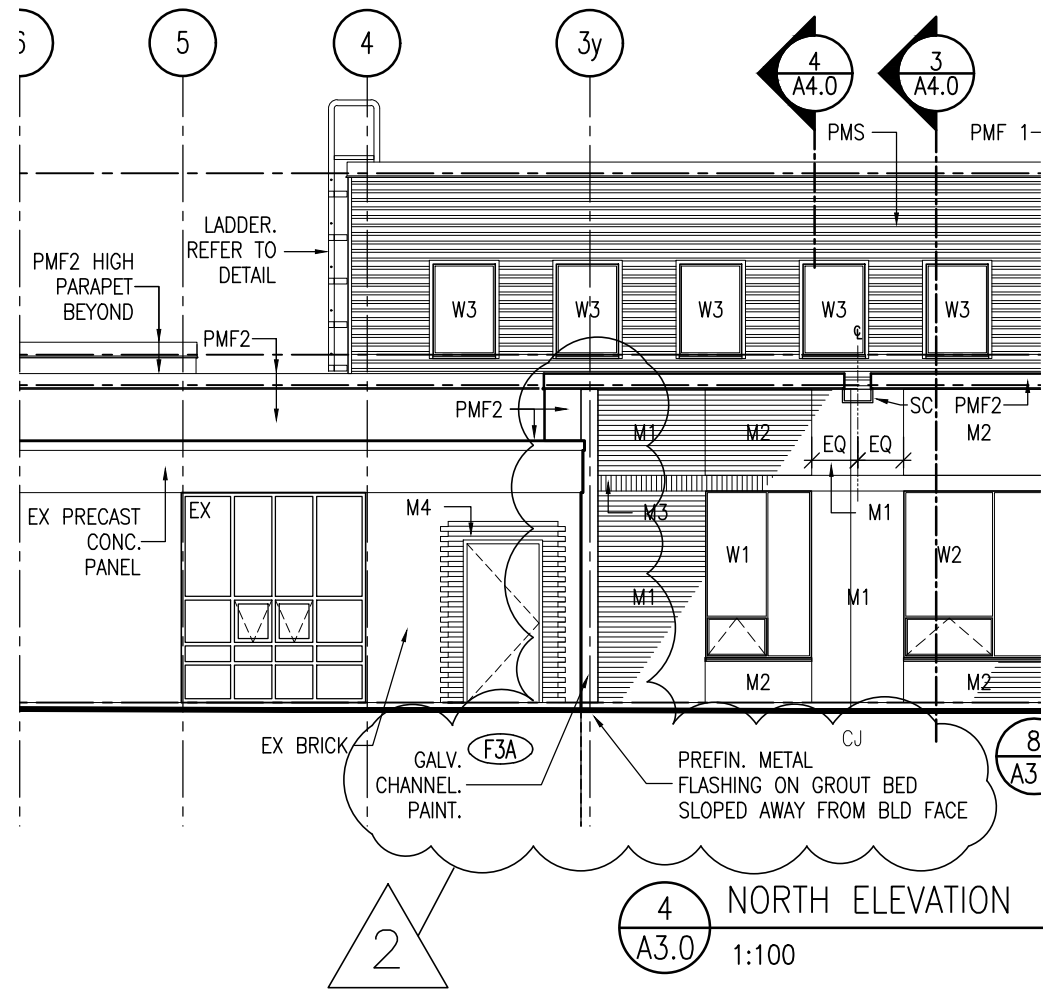 5
4
3y
4
A4.0
3
A4.0
PMS
PMF 1
LADDER.
REFER TO
DETAIL
PMF2 HIGH
PARAPET
BEYOND
W3
W3
W3
W3
W3
℄
PMF2
PMF2
SC
PMF2
M2
M1
M2
EQ
EQ
EX
EX PRECAST
CONC.
PANEL
M4
M3
M1
W1
W2
M1
M1
M2
M2
EX BRICK
F3A
GALV.
CHANNEL.
PAINT.
CJ
PREFIN. METAL
FLASHING ON GROUT BED
SLOPED AWAY FROM BLD FACE
8
A3
2
4
A3.0
NORTH ELEVATION
1:100